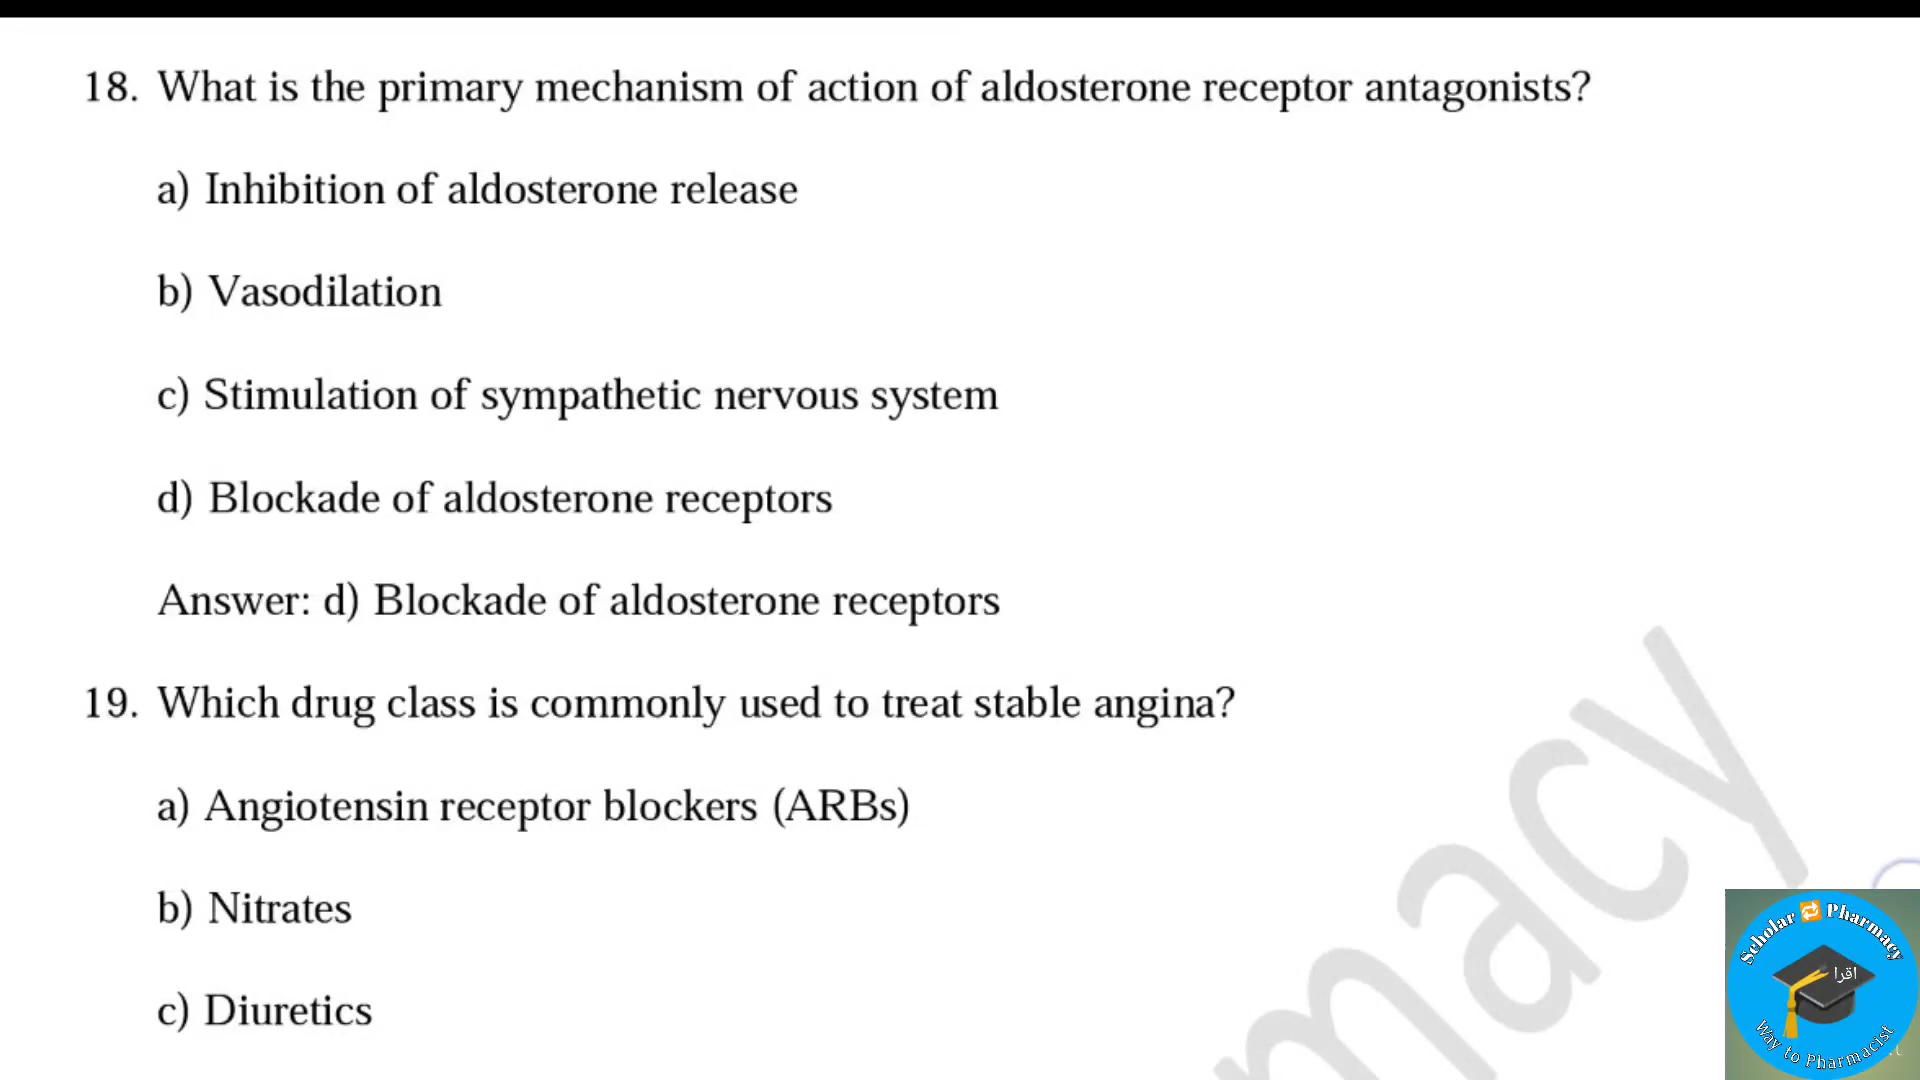 18. What is the primary mechanism of action of aldosterone receptor antagonists?
a) Inhibition of aldosterone release
b) Vasodilation
c) Stimulation of sympathetic nervous system
d) Blockade of aldosterone receptors
Answer: d) Blockade of aldosterone receptors
19. Which drug class is commonly used to treat stable angina?
a) Angiotensin receptor blockers (ARBs)
b) Nitrates
c) Diuretics
macy
Scholar 🔁 Pharmacy
اقرا
Way to Pharmacist